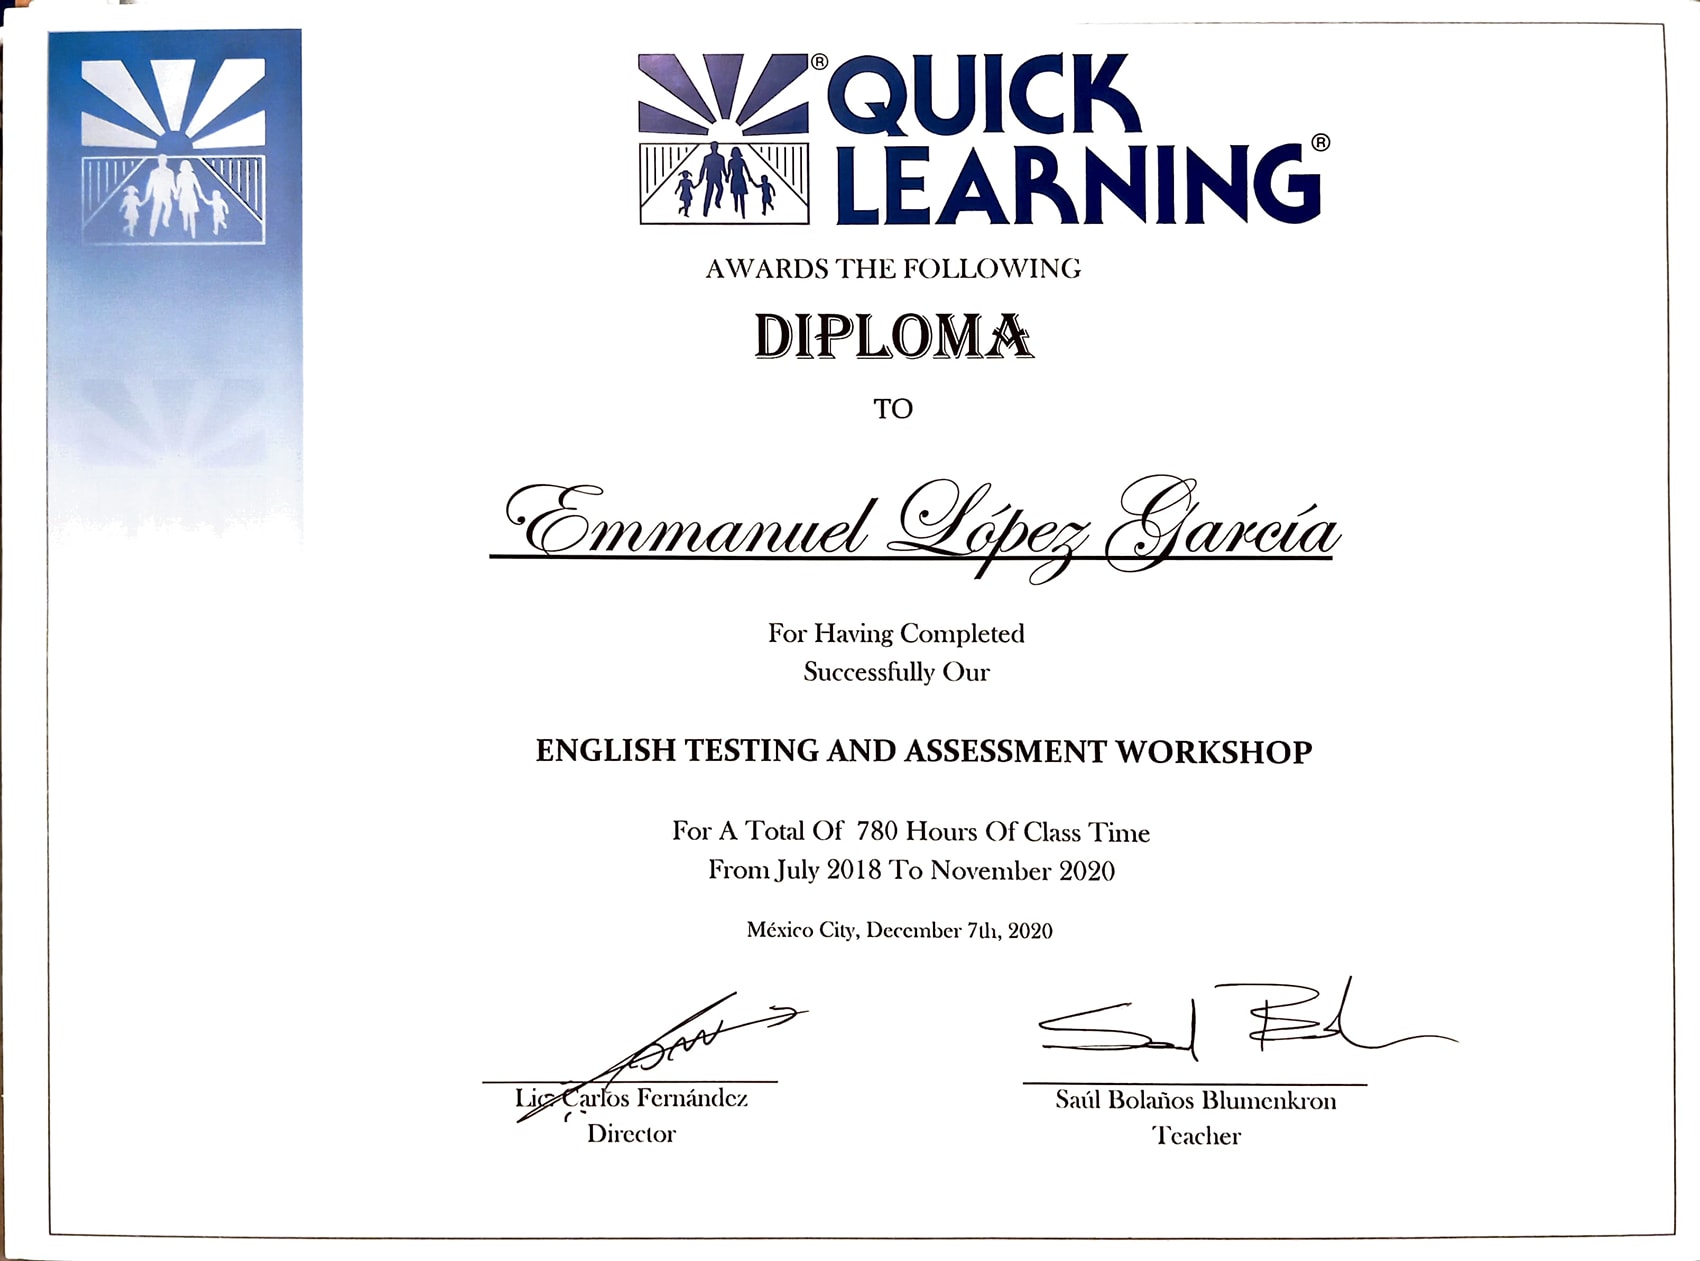 QUICK
LEARNING®
AWARDS THE FOLLOWING
DIPLOMA
TO
Emmanuel López García
For Having Completed
Successfully Our
ENGLISH TESTING AND ASSESSMENT WORKSHOP
For A Total Of 780 Hours Of Class Time
From July 2018 To November 2020
México City, December 7th, 2020
Lic. Carlos Fernández
Director
Saúl Bolaños Blumenkron
Teacher